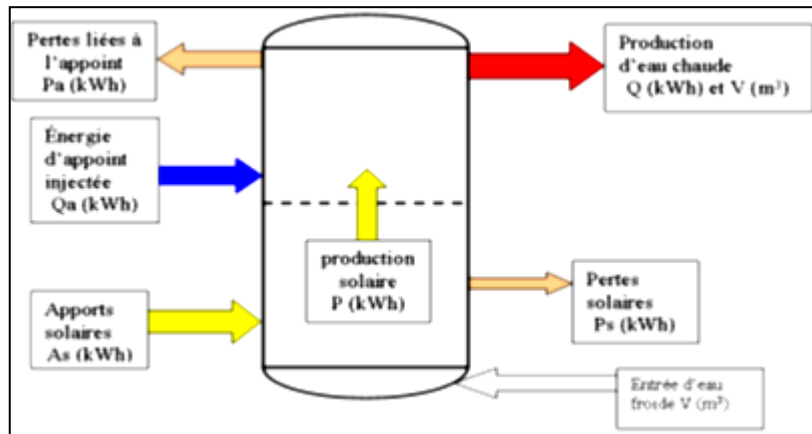 Pertes liées à
l'appoint
Pa (kWh)
Production
d'eau chaude
Q (kWh) et V (m³)
Énergie
d'appoint
injectée
Qa (kWh)
production
solaire
P (kWh)
Apports
solaires
As (kWh)
Pertes
solaires
Ps (kWh)
Entrée d'eau
froide V (m³)